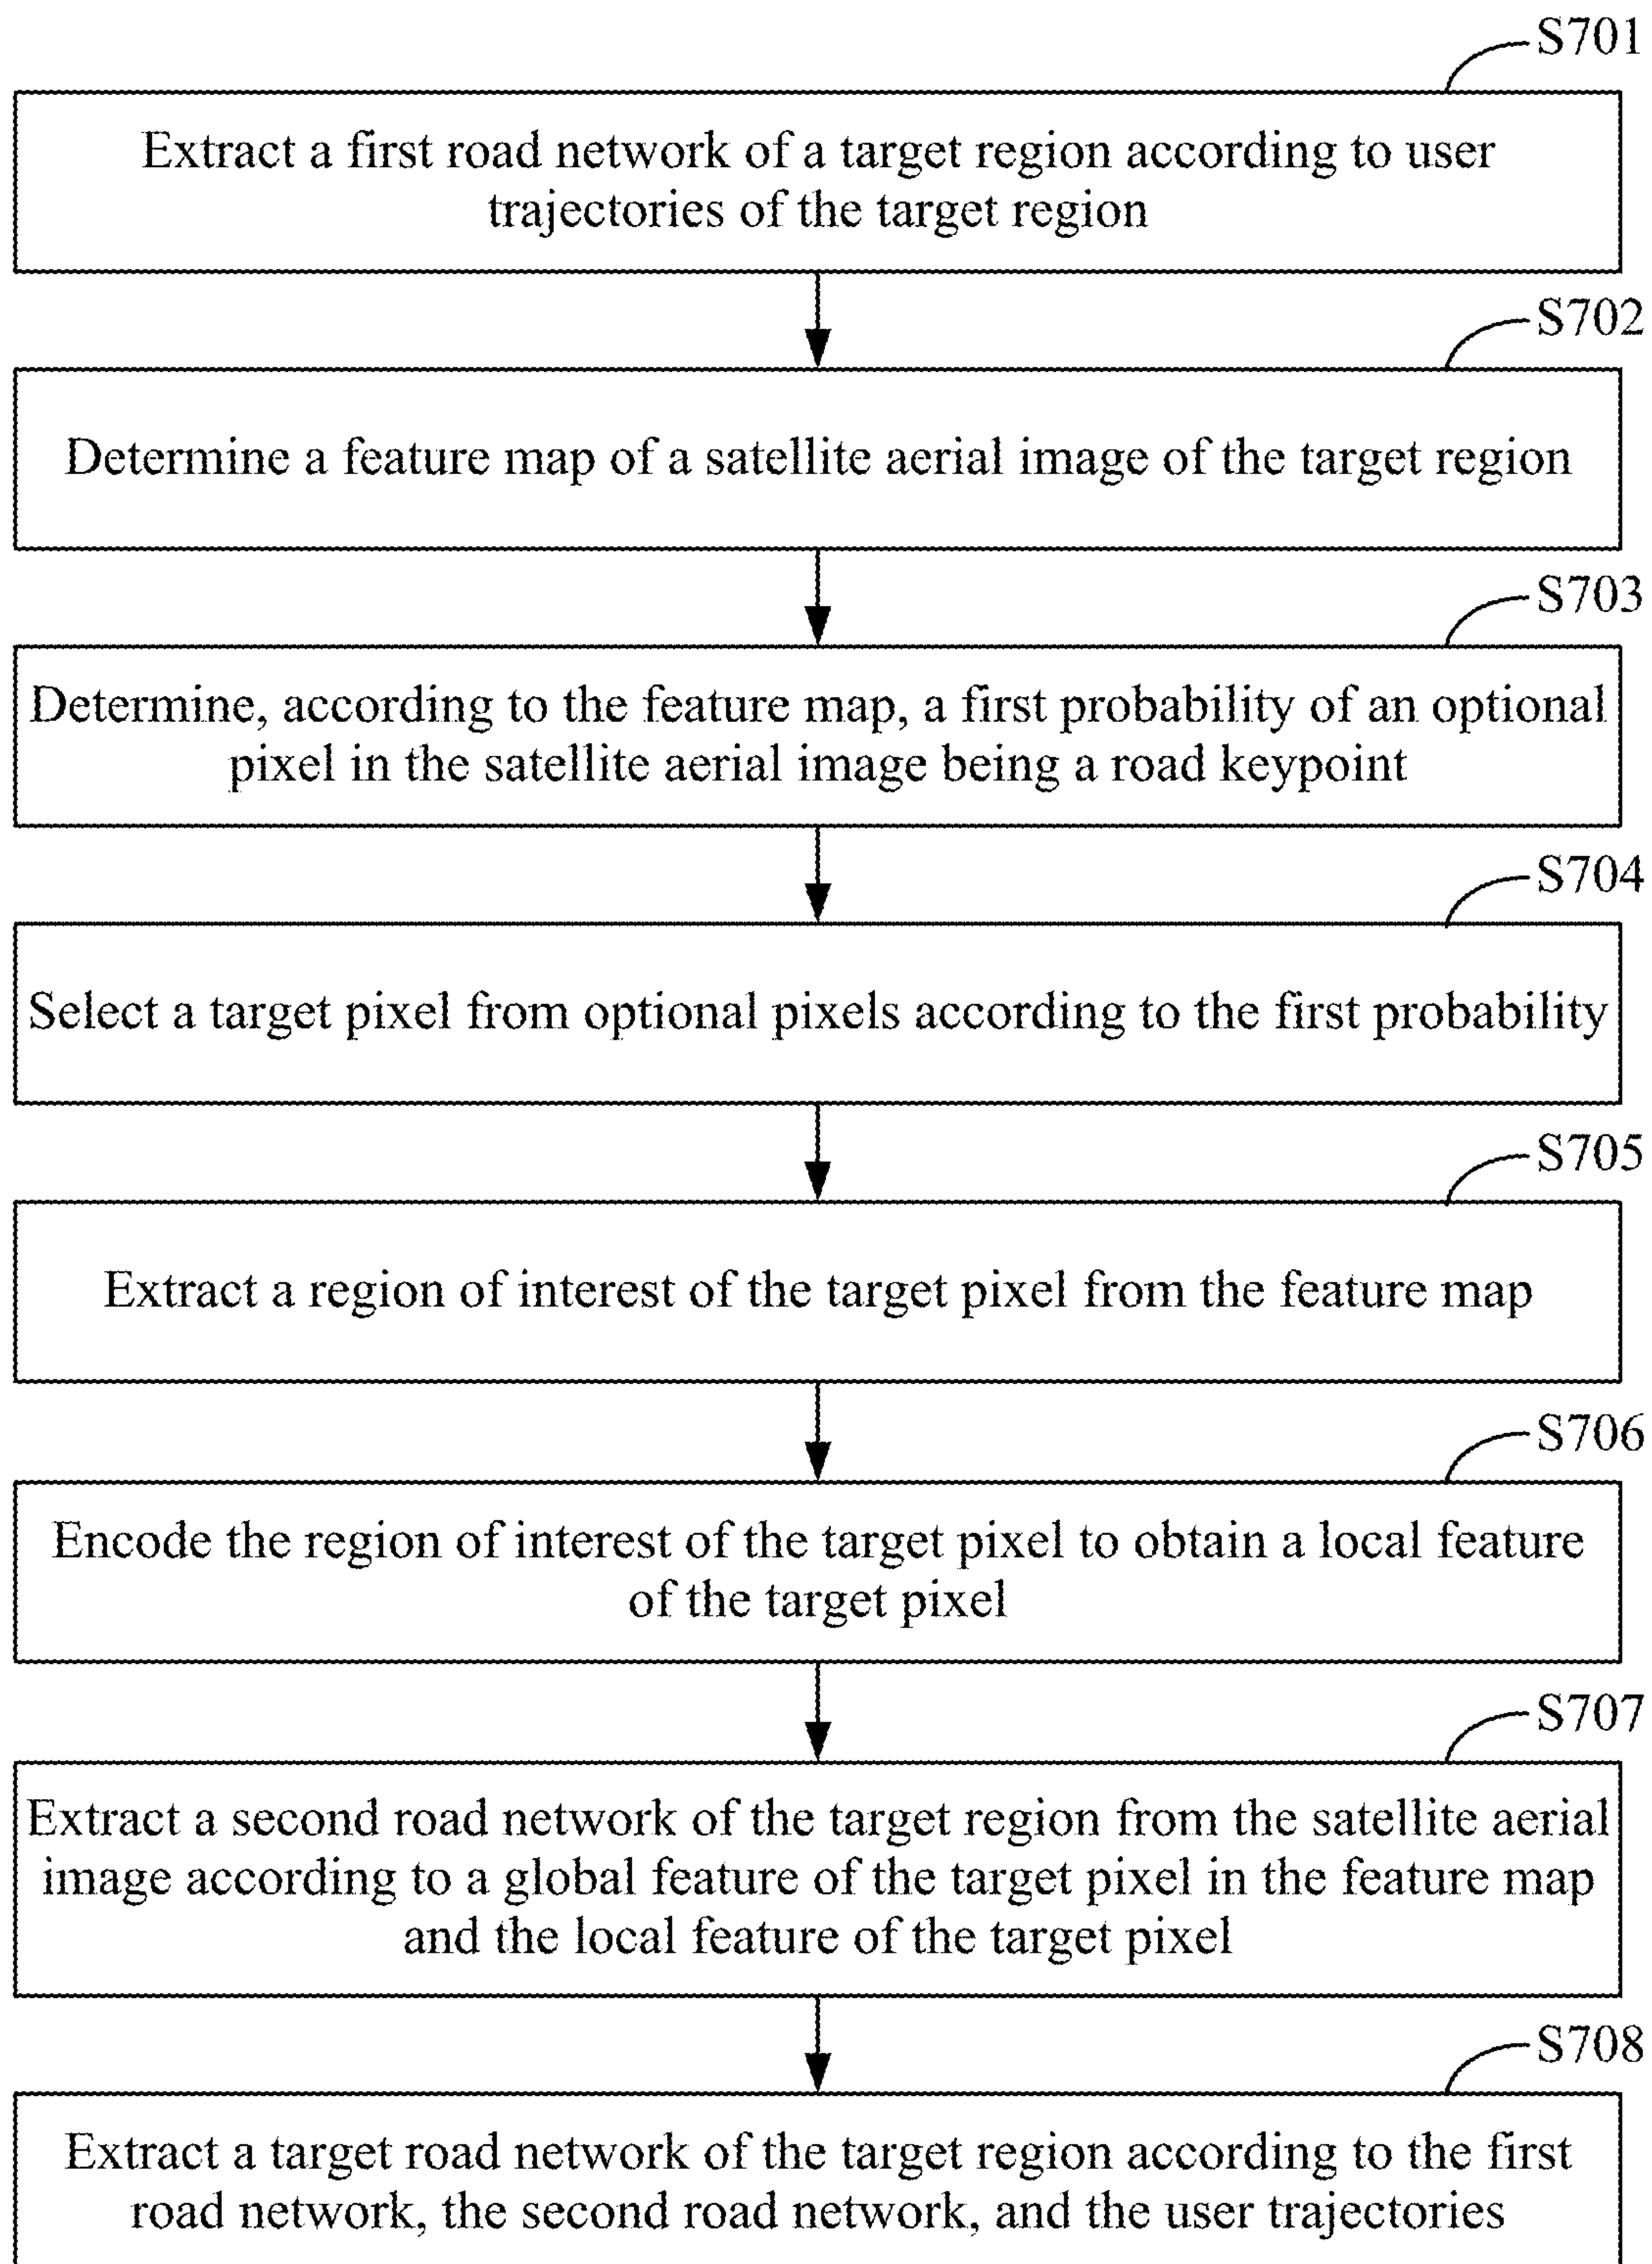 S701
Extract a first road network of a target region according to user
trajectories of the target region
S702
Determine a feature map of a satellite aerial image of the target region
S703
Determine, according to the feature map, a first probability of an optional
pixel in the satellite aerial image being a road keypoint
S704
Select a target pixel from optional pixels according to the first probability
S705
Extract a region of interest of the target pixel from the feature map
S706
Encode the region of interest of the target pixel to obtain a local feature
of the target pixel
S707
Extract a second road network of the target region from the satellite aerial
image according to a global feature of the target pixel in the feature map
and the local feature of the target pixel
S708
Extract a target road network of the target region according to the first
road network, the second road network, and the user trajectories